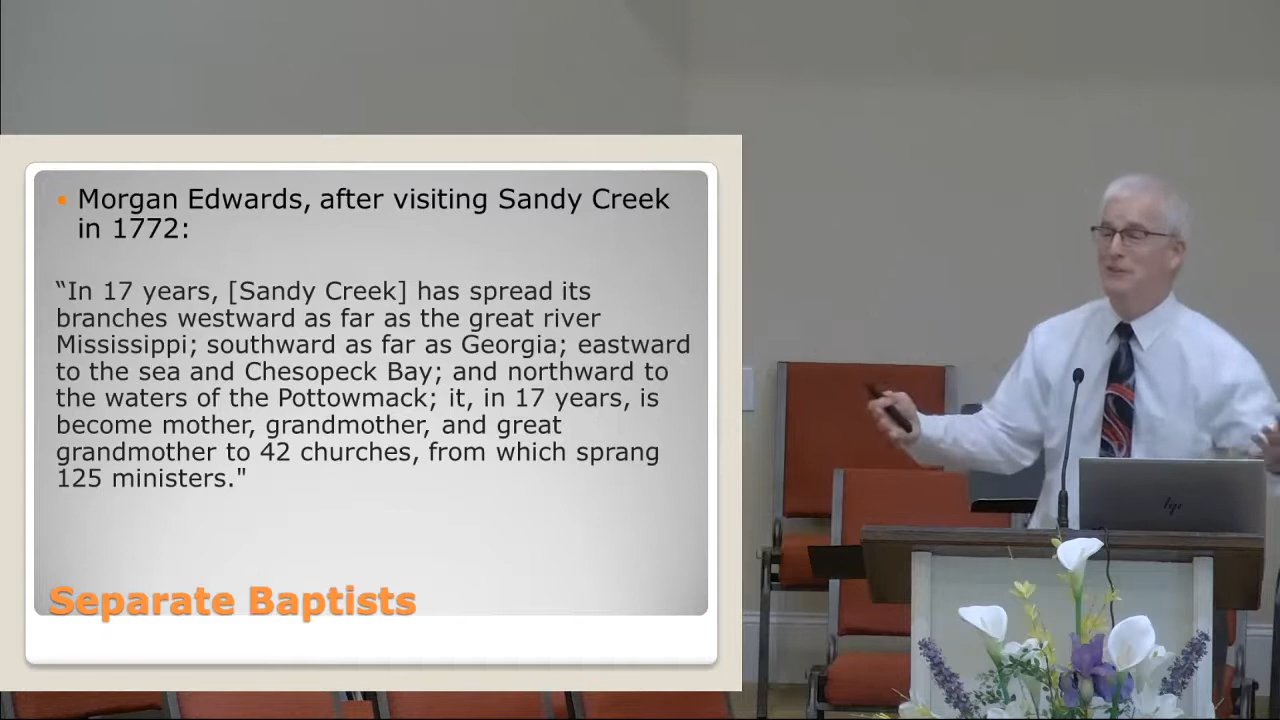 Morgan Edwards, after visiting Sandy Creek
in 1772:
“In 17 years, [Sandy Creek] has spread its
branches westward as far as the great river
Mississippi; southward as far as Georgia; eastward
to the sea and Chesopeck Bay; and northward to
the waters of the Pottowmack; it, in 17 years, is
become mother, grandmother, and great
grandmother to 42 churches, from which sprang
125 ministers."
Separate Baptists
hp